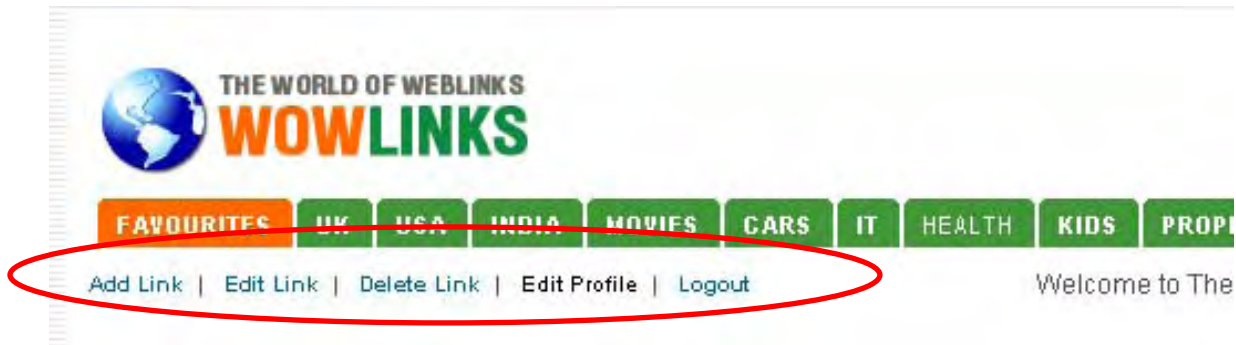 THE WORLD OF WEBLINKS
WOWLINKS
FAVOURITES UK USA INDIA MOVIES CARS IT HEALTH KIDS
Add Link | Edit Link | Delete Link | Edit Profile | Logout Welcome to The